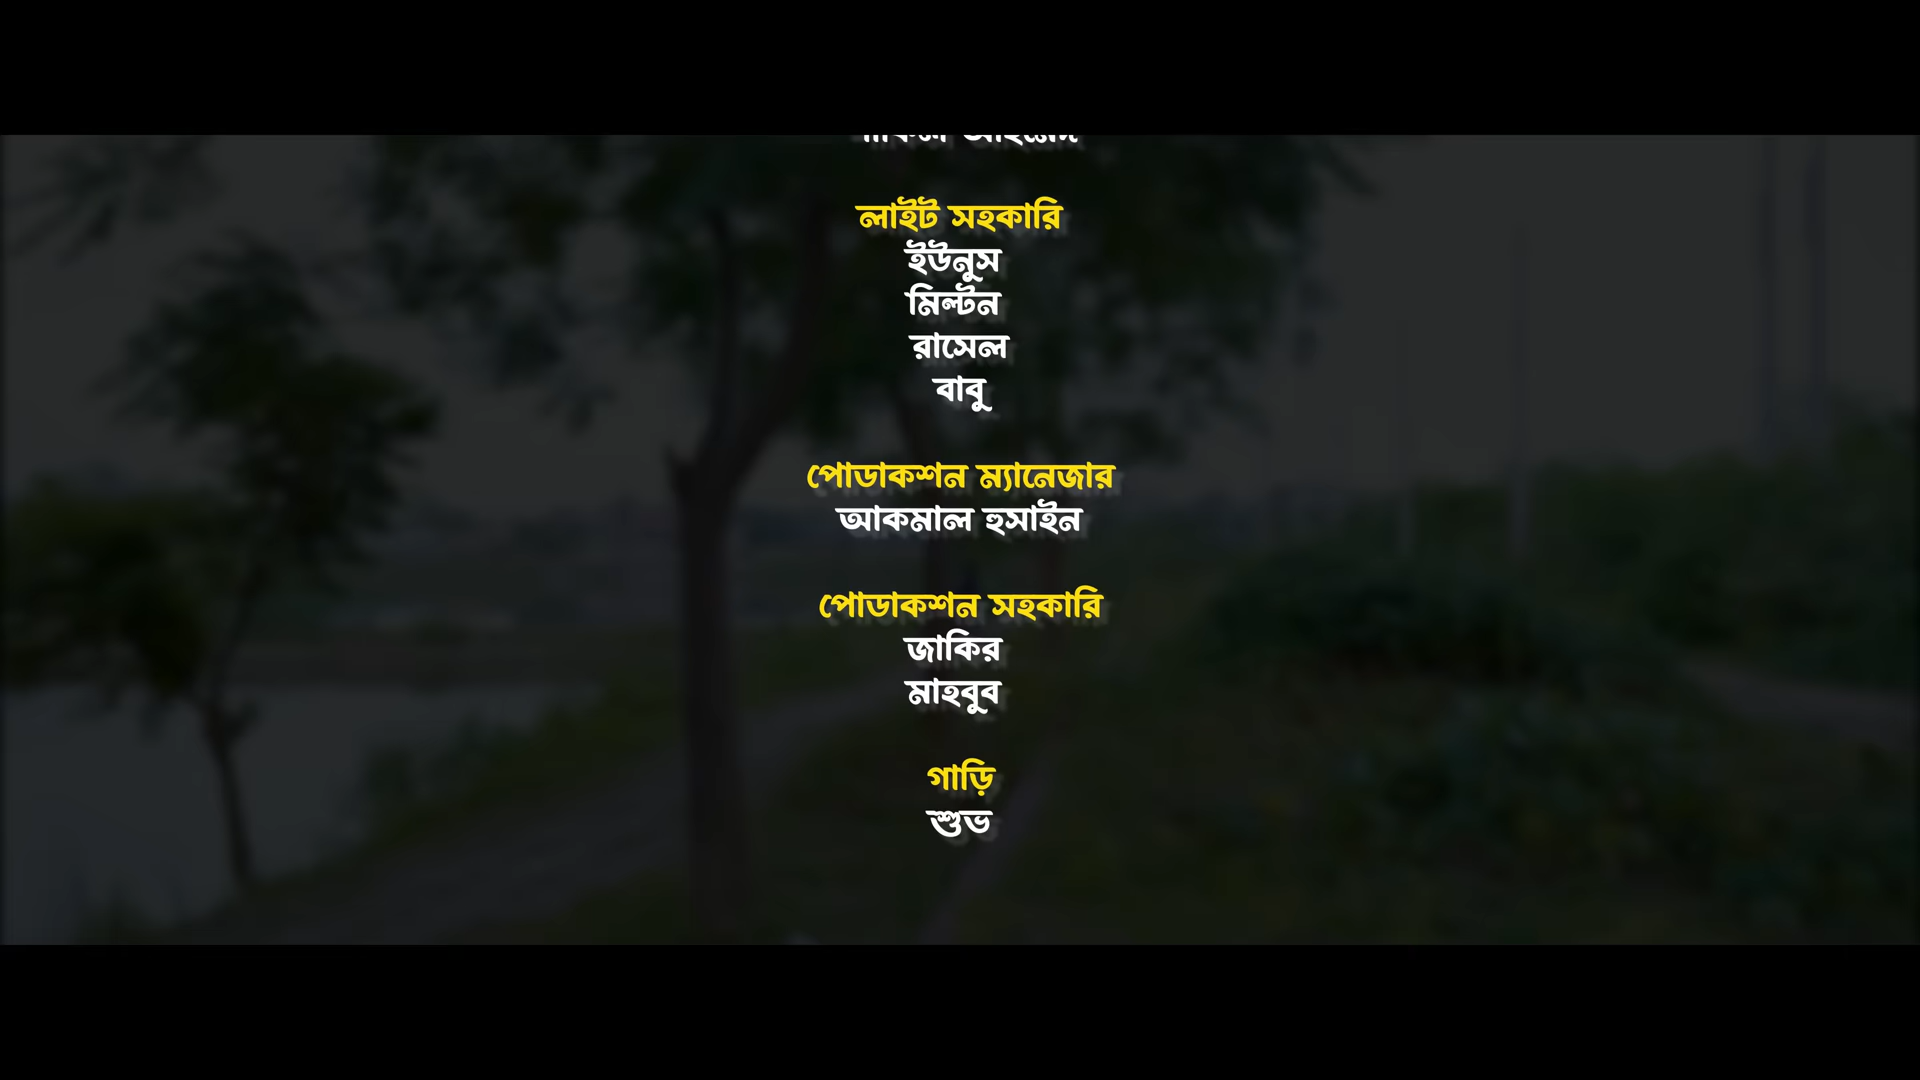 লাইট সহকারি
ইউনুস
মিল্টন
রাসেল
বাবু
পোডাকশন ম্যানেজার
আকমাল হুসাইন
পোডাকশন সহকারি
জাকির
মাহবুব
গাড়ি
শুভ